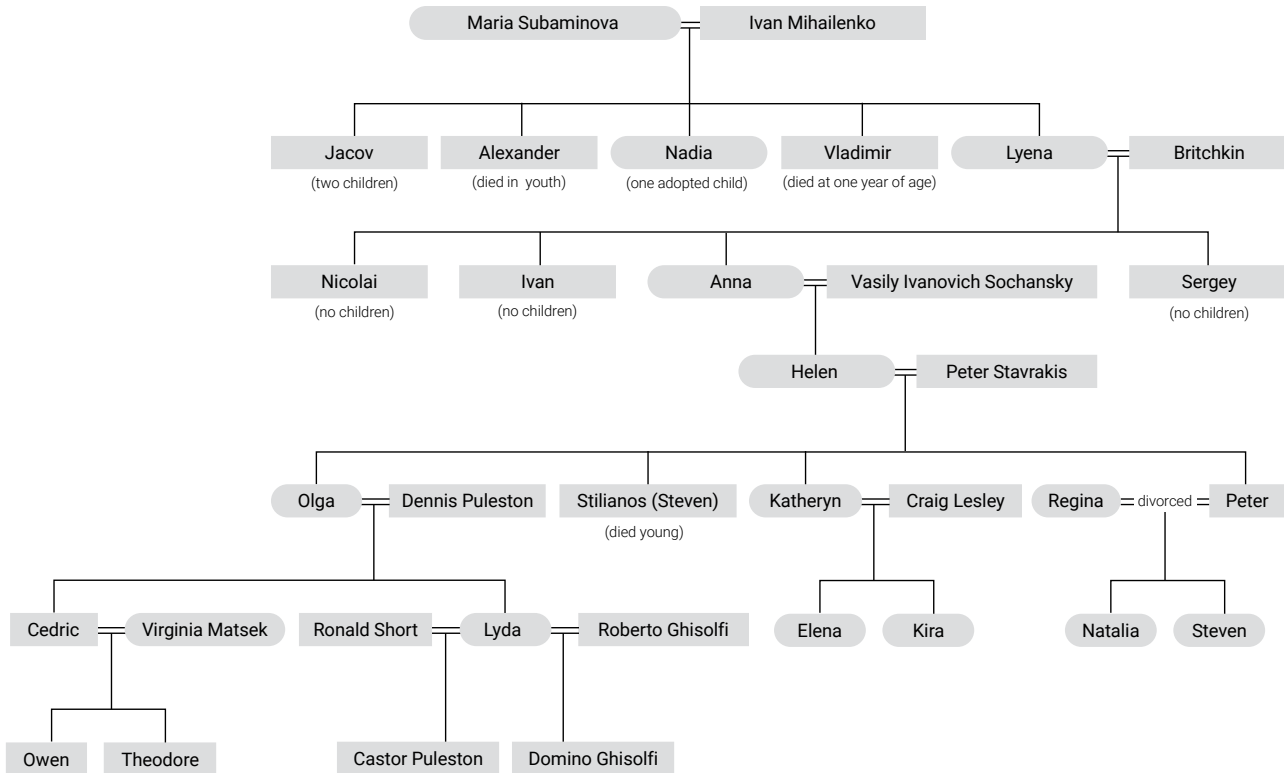 Maria Subaminova
Ivan Mihailenko
Jacov
(two children)
Alexander
(died in youth)
Nadia
(one adopted child)
Vladimir
(died at one year of age)
Lyena
Britchkin
Nicolai
(no children)
Ivan
(no children)
Anna
Vasily Ivanovich Sochansky
Sergey
(no children)
Helen
Peter Stavrakis
Olga
Dennis Puleston
Stilianos (Steven)
(died young)
Katheryn
Craig Lesley
Regina
divorced
Peter
Cedric
Virginia Matsek
Ronald Short
Lyda
Roberto Ghisolfi
Elena
Kira
Natalia
Steven
Owen
Theodore
Castor Puleston
Domino Ghisolfi